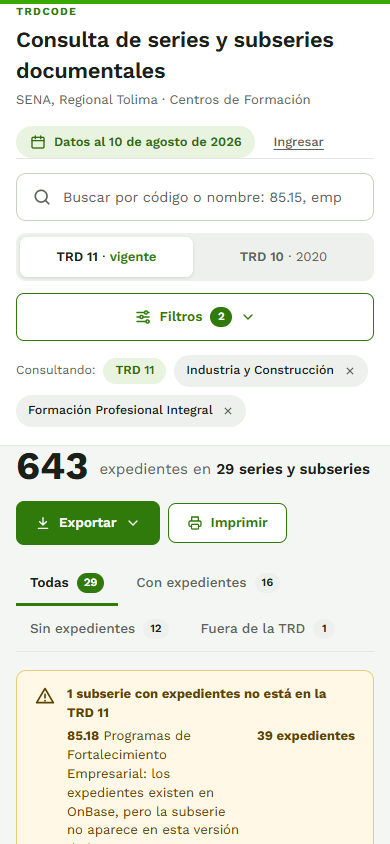 TRDCODE
Consulta de series y subseries
documentales
SENA, Regional Tolima · Centros de Formación
Datos al 10 de agosto de 2026 Ingresar
Buscar por código o nombre: 85.15, emp
TRD 11 · vigente TRD 10 · 2020
Filtros 2
Consultando: TRD 11 Industria y Construcción ×
Formación Profesional Integral ×
643 expedientes en 29 series y subseries
Exportar Imprimir
Todas 29 Con expedientes 16
Sin expedientes 12 Fuera de la TRD 1
1 subserie con expedientes no está en la
TRD 11
85.18 Programas de 39 expedientes
Fortalecimiento
Empresarial: los
expedientes existen en
OnBase, pero la subserie
no aparece en esta versión